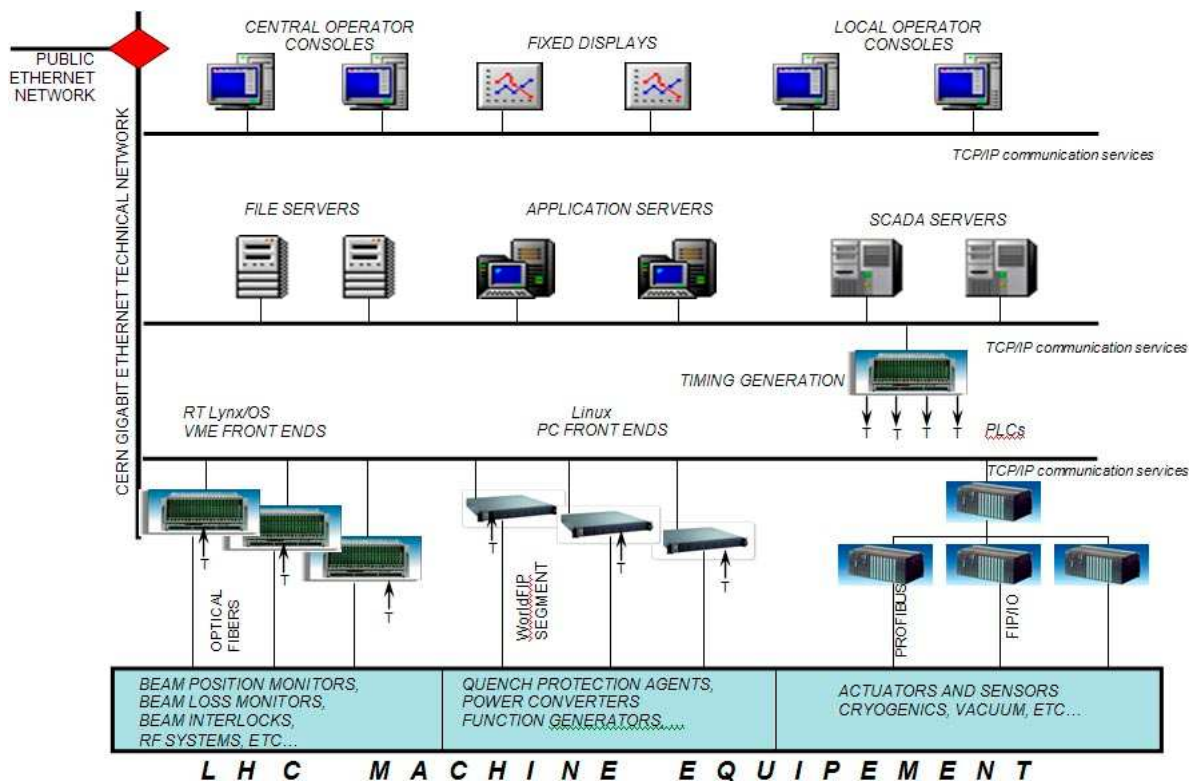 CENTRAL OPERATOR
CONSOLES
FIXED DISPLAYS
LOCAL OPERATOR
CONSOLES
PUBLIC
ETHERNET
NETWORK
CERN GIGABIT ETHERNET TECHNICAL NETWORK
TCP/IP communication services
FILE SERVERS
APPLICATION SERVERS
SCADA SERVERS
TCP/IP communication services
TIMING GENERATION
T
T
T
T
RT Lynx/OS
VME FRONT ENDS
Linux
PC FRONT ENDS
PLCs
TCP/IP communication services
T
T
T
T
T
T
OPTICAL
FIBERS
WorldFIP
SEGMENT
PROFIBUS
FIP/IO
BEAM POSITION MONITORS,
BEAM LOSS MONITORS,
BEAM INTERLOCKS,
RF SYSTEMS, ETC...
QUENCH PROTECTION AGENTS,
POWER CONVERTERS
FUNCTION GENERATORS, ...
ACTUATORS AND SENSORS
CRYOGENICS, VACUUM, ETC...
LHC MACHINE EQUIPEMENT